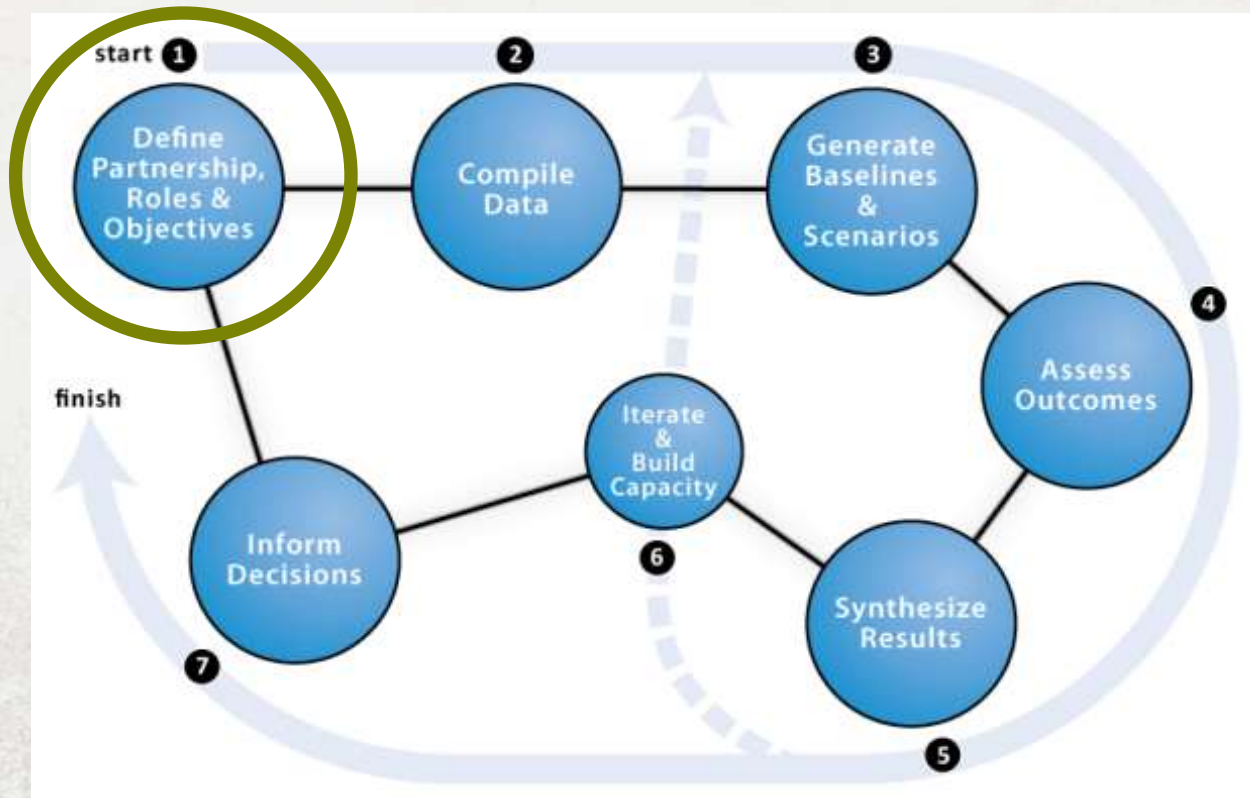 start 1
Define
Partnership,
Roles &
Objectives
2
Compile
Data
3
Generate
Baselines
&
Scenarios
4
Assess
Outcomes
5
Synthesize
Results
6
Iterate
&
Build
Capacity
7
Inform
Decisions
finish